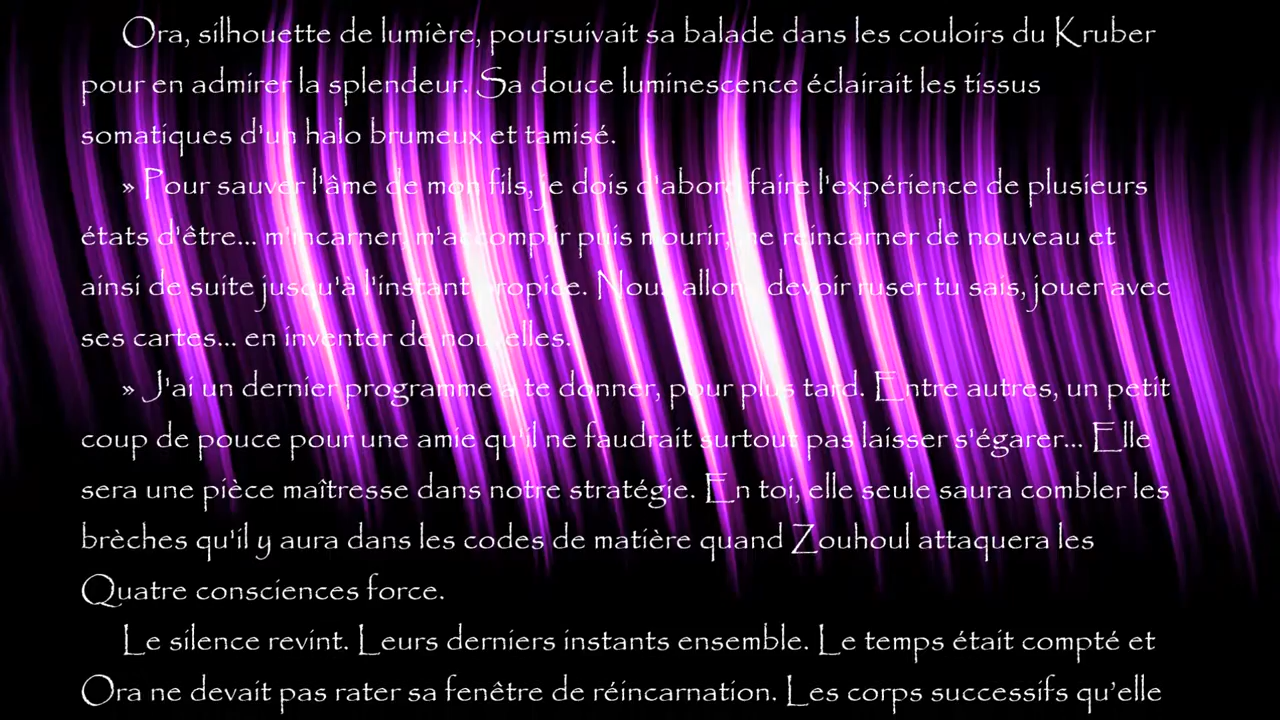 Ora, silhouette de lumière, poursuivait sa balade dans les couloirs du Kruber
pour en admirer la splendeur. Sa douce luminescence éclairait les tissus
somatiques d'un halo brumeux et tamisé.
» Pour sauver l'âme de mon fils, je dois d'abord faire l'expérience de plusieurs
états d'être... m'incarner, m'accomplir puis mourir, me réincarner de nouveau et
ainsi de suite jusqu'à l'instant propice. Nous allons devoir ruser tu sais, jouer avec
ses cartes... en inventer de nouvelles.
» J'ai un dernier programme à te donner, pour plus tard. Entre autres, un petit
coup de pouce pour une amie qu'il ne faudrait surtout pas laisser s'égarer... Elle
sera une pièce maîtresse dans notre stratégie. En toi, elle seule saura combler les
brèches qu'il y aura dans les codes de matière quand Zouhoul attaquera les
Quatre consciences force.
Le silence revint. Leurs derniers instants ensemble. Le temps était compté et
Ora ne devait pas rater sa fenêtre de réincarnation. Les corps successifs qu’elle